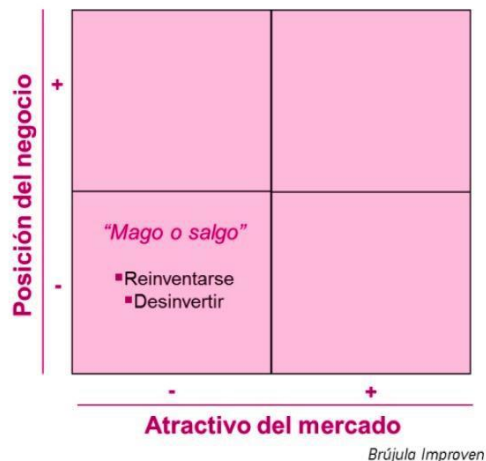 Posición del negocio
+
-
“Mago o salgo”
▪Reinventarse
▪Desinvertir
-
+
Atractivo del mercado
Brújula Improven